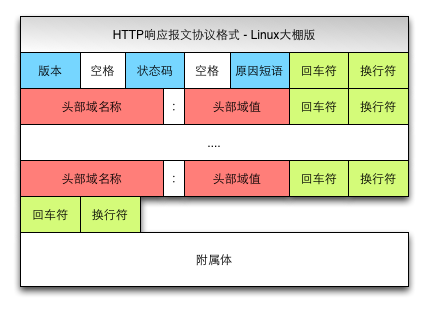 HTTP响应报文协议格式 - Linux大棚版
版本 空格 状态码 空格 原因短语 回车符 换行符
头部域名称 : 头部域值 回车符 换行符
....
头部域名称 : 头部域值 回车符 换行符
回车符 换行符
附属体